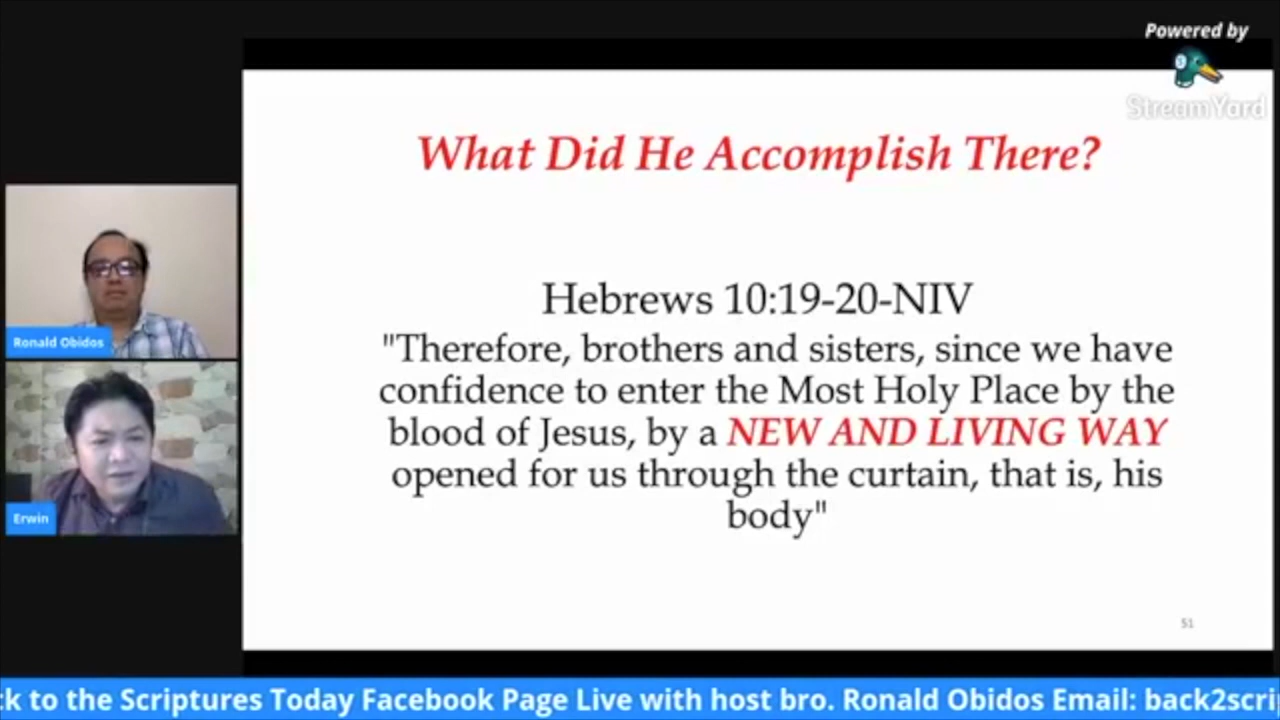 Powered by
StreamYard
What Did He Accomplish There?
Hebrews 10:19-20-NIV
"Therefore, brothers and sisters, since we have
confidence to enter the Most Holy Place by the
blood of Jesus, by a NEW AND LIVING WAY
opened for us through the curtain, that is, his
body"
51
Ronald Obidos
Erwin
ck to the Scriptures Today Facebook Page Live with host bro. Ronald Obidos Email: back2scri